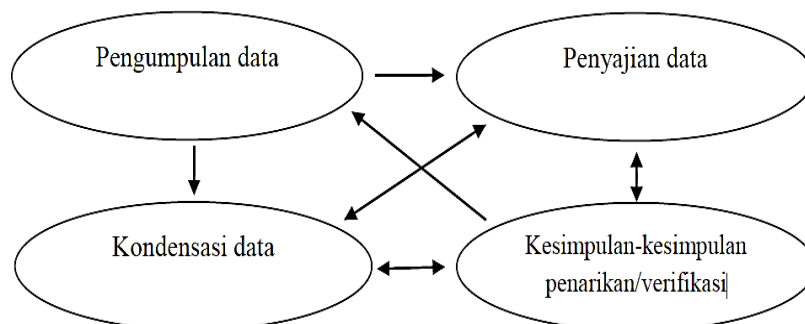 Pengumpulan data
Penyajian data
Kondensasi data
Kesimpulan-kesimpulan
penarikan/verifikasi